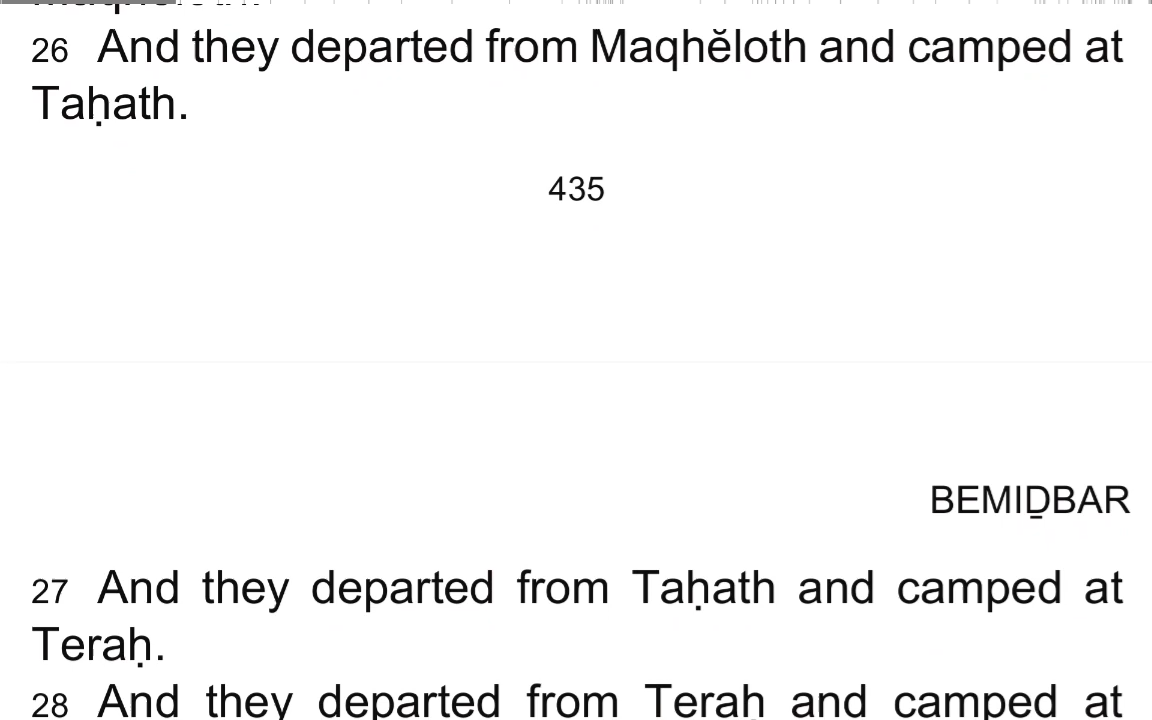 26 And they departed from Maqhĕloth and camped at
Taḥath.
435
BEMIḎBAR
27 And they departed from Taḥath and camped at
Teraḥ.
28 And they departed from Teraḥ and camped at